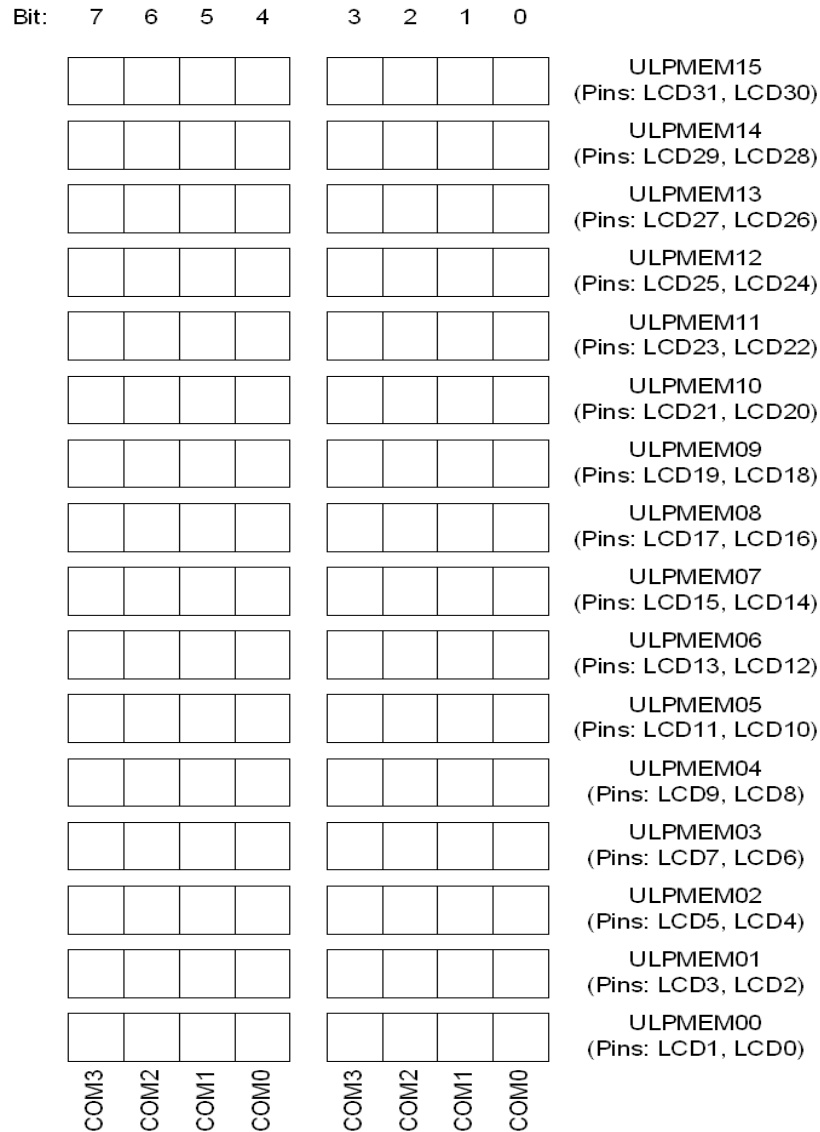 Bit: 7 6 5 4 3 2 1 0
ULPMEM15
(Pins: LCD31, LCD30)
ULPMEM14
(Pins: LCD29, LCD28)
ULPMEM13
(Pins: LCD27, LCD26)
ULPMEM12
(Pins: LCD25, LCD24)
ULPMEM11
(Pins: LCD23, LCD22)
ULPMEM10
(Pins: LCD21, LCD20)
ULPMEM09
(Pins: LCD19, LCD18)
ULPMEM08
(Pins: LCD17, LCD16)
ULPMEM07
(Pins: LCD15, LCD14)
ULPMEM06
(Pins: LCD13, LCD12)
ULPMEM05
(Pins: LCD11, LCD10)
ULPMEM04
(Pins: LCD9, LCD8)
ULPMEM03
(Pins: LCD7, LCD6)
ULPMEM02
(Pins: LCD5, LCD4)
ULPMEM01
(Pins: LCD3, LCD2)
ULPMEM00
(Pins: LCD1, LCD0)
COM3 COM2 COM1 COM0 COM3 COM2 COM1 COM0